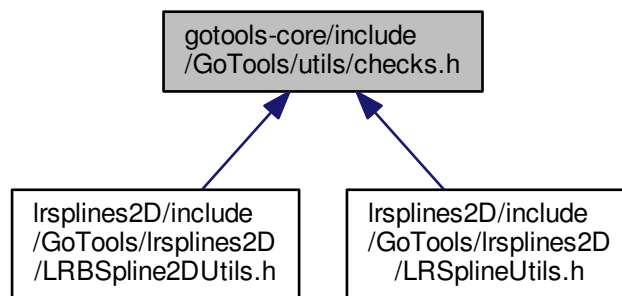 gotools-core/include
/GoTools/utils/checks.h
lrsplines2D/include
/GoTools/lrsplines2D
/LRBSpline2DUtils.h
lrsplines2D/include
/GoTools/lrsplines2D
/LRSplineUtils.h